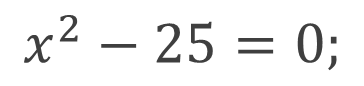 x² − 25 = 0;